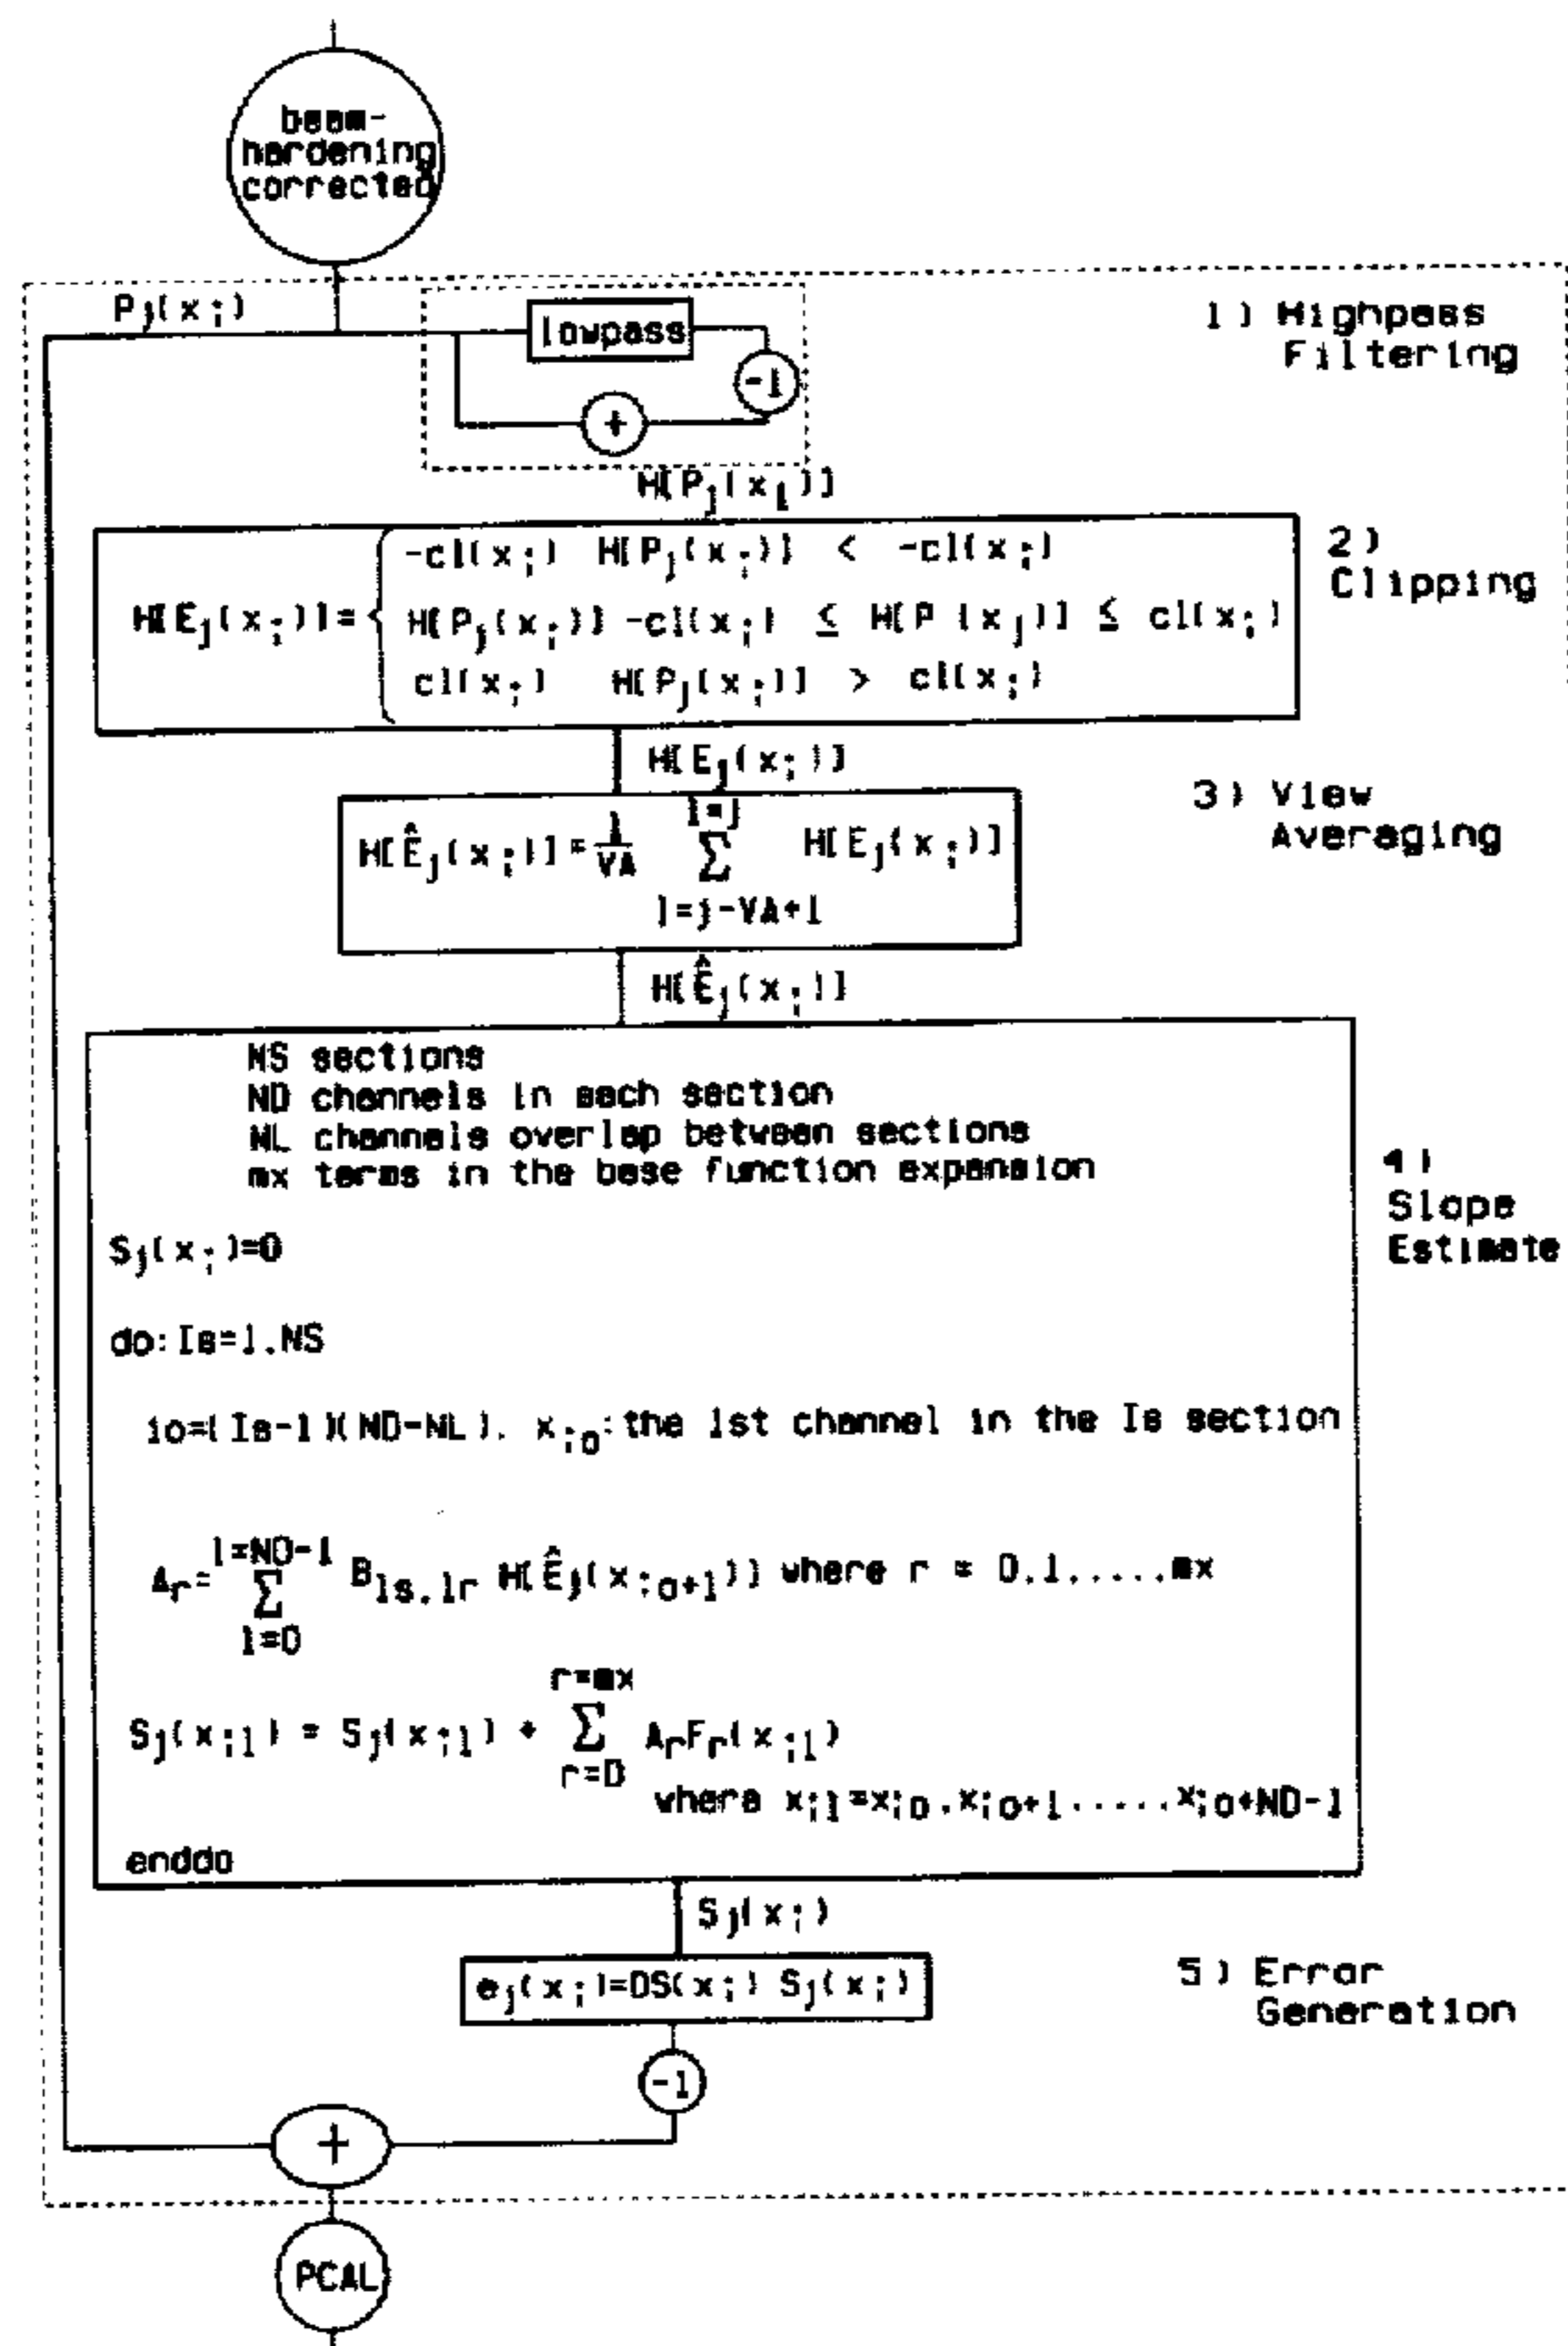 beam-
hardening
corrected
Pj(xi)
lowpass
-1
+
1) Highpass
Filtering
H[Pj(xi)]
-cl(xi) H[Pj(xi)] < -cl(xi)
H[Ej(xi)]= { H[Pj(xi)] -cl(xi) ≤ H[P (xj)] ≤ cl(xi)
cl(xi) H[Pj(xi)] > cl(xi)
2)
Clipping
H[Ej(xi)]
l=j
H[Êj(xi)]=1/VA Σ H[Ej(xi)]
l=j-VA+1
3) View
Averaging
H[Êj(xi)]
NS sections
ND channels in each section
NL channels overlap between sections
mx terms in the base function expansion
4)
Slope
Estimate
Sj(xi)=0
do:Is=1.NS
io=(Is-1)(ND-NL). xio:the 1st channel in the Is section
l=ND-1
Ar=Σ BIs,lr H[Êj(xio+l)] where r = 0,1,....,mx
l=0
r=mx
Sj(xil) = Sj(xil) + Σ ArFr(xil)
r=0
where xil=xio,xio+1.....xio+ND-1
enddo
Sj(xi)
ej(xi)=DS(xi) Sj(xi)
5) Error
Generation
-1
+
PCAL